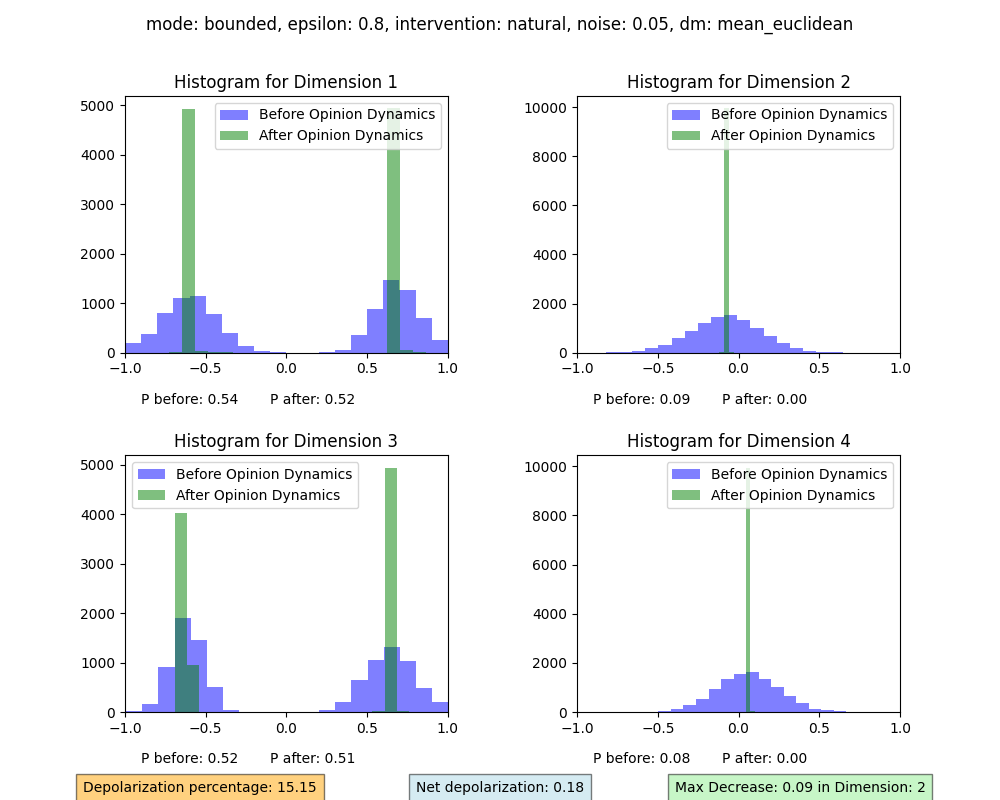 mode: bounded, epsilon: 0.8, intervention: natural, noise: 0.05, dm: mean_euclidean
Histogram for Dimension 1
5000
4000
3000
2000
1000
0
−1.0 −0.5 0.0 0.5 1.0
Before Opinion Dynamics
After Opinion Dynamics
P before: 0.54 P after: 0.52
Histogram for Dimension 2
10000
8000
6000
4000
2000
0
−1.0 −0.5 0.0 0.5 1.0
Before Opinion Dynamics
After Opinion Dynamics
P before: 0.09 P after: 0.00
Histogram for Dimension 3
5000
4000
3000
2000
1000
0
−1.0 −0.5 0.0 0.5 1.0
Before Opinion Dynamics
After Opinion Dynamics
P before: 0.52 P after: 0.51
Histogram for Dimension 4
10000
8000
6000
4000
2000
0
−1.0 −0.5 0.0 0.5 1.0
Before Opinion Dynamics
After Opinion Dynamics
P before: 0.08 P after: 0.00
Depolarization percentage: 15.15
Net depolarization: 0.18
Max Decrease: 0.09 in Dimension: 2